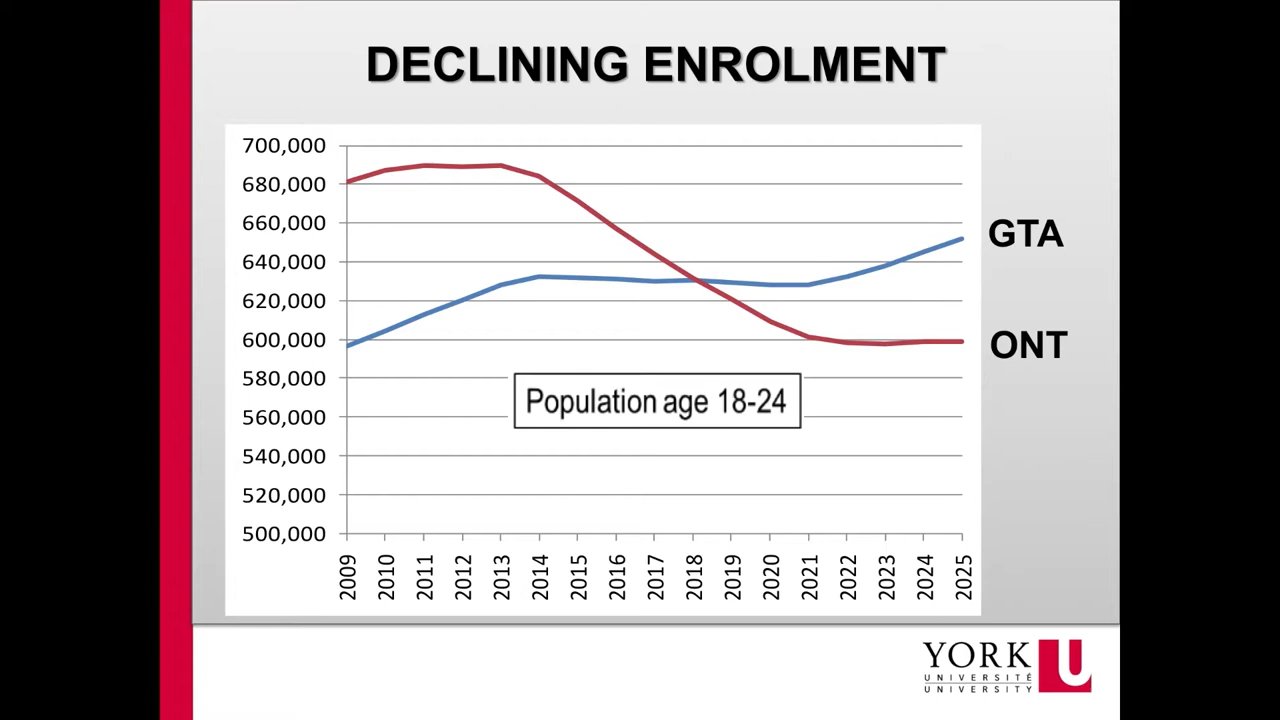 DECLINING ENROLMENT
700,000
680,000
660,000
640,000
620,000
600,000
580,000
560,000
540,000
520,000
500,000
GTA
ONT
Population age 18-24
2009 2010 2011 2012 2013 2014 2015 2016 2017 2018 2019 2020 2021 2022 2023 2024 2025
YORK U
UNIVERSITÉ
UNIVERSITY